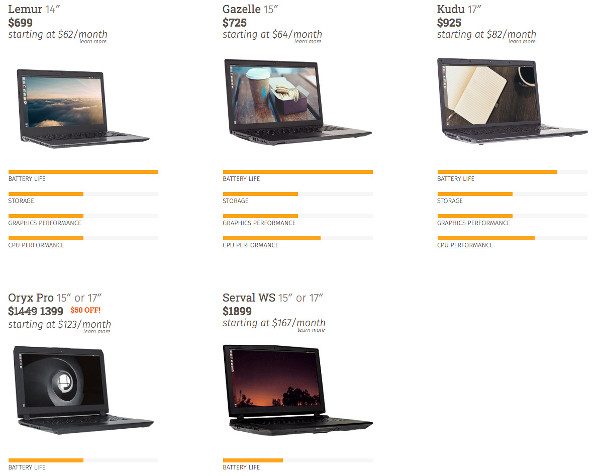 Lemur 14"
$699
starting at $62/month
learn more
BATTERY LIFE
STORAGE
GRAPHICS PERFORMANCE
CPU PERFORMANCE
Gazelle 15"
$725
starting at $64/month
learn more
BATTERY LIFE
STORAGE
GRAPHICS PERFORMANCE
CPU PERFORMANCE
Kudu 17"
$925
starting at $82/month
learn more
BATTERY LIFE
STORAGE
GRAPHICS PERFORMANCE
CPU PERFORMANCE
Oryx Pro 15" or 17"
$1449 1399 $50 OFF!
starting at $123/month
learn more
BATTERY LIFE
Serval WS 15" or 17"
$1899
starting at $167/month
learn more
BATTERY LIFE